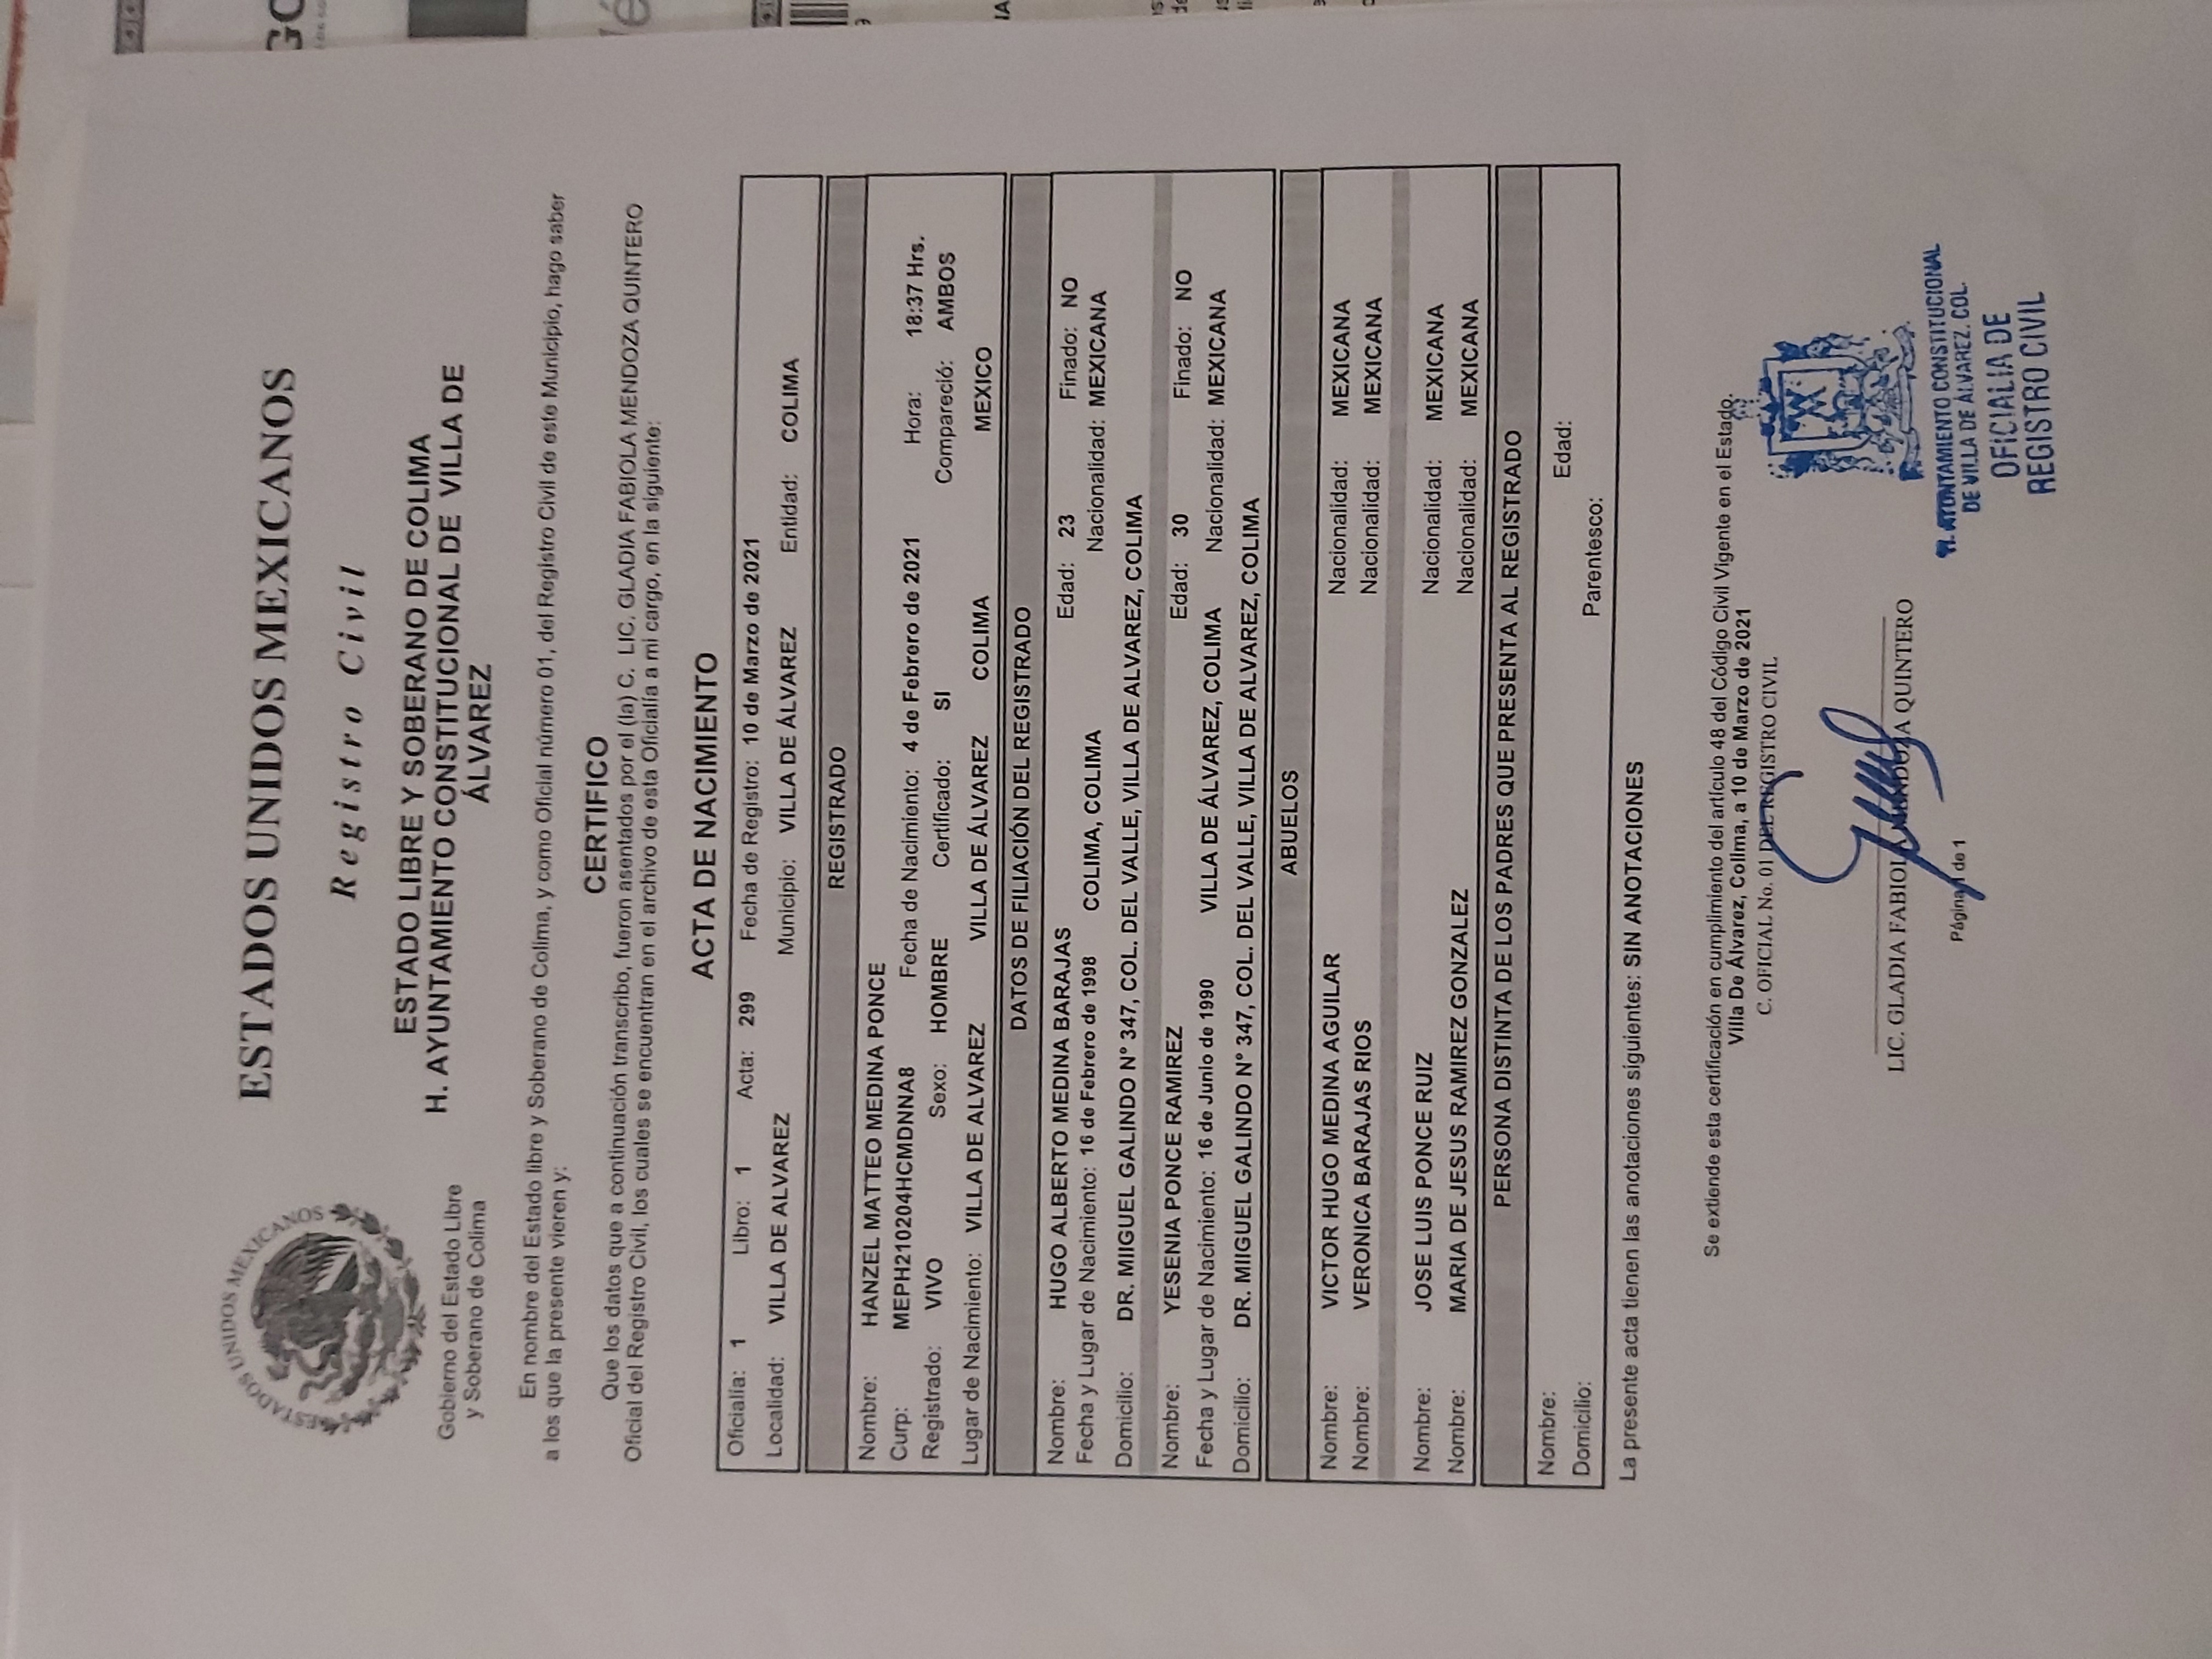 ESTADOS UNIDOS MEXICANOS
ESTADOS UNIDOS MEXICANOS
Registro Civil
Gobierno del Estado Libre
y Soberano de Colima
ESTADO LIBRE Y SOBERANO DE COLIMA
H. AYUNTAMIENTO CONSTITUCIONAL DE VILLA DE
ÁLVAREZ
En nombre del Estado libre y Soberano de Colima, y como Oficial número 01, del Registro Civil de este Municipio, hago saber
a los que la presente vieren y:
CERTIFICO
Que los datos que a continuación transcribo, fueron asentados por el (la) C. LIC. GLADIA FABIOLA MENDOZA QUINTERO
Oficial del Registro Civil, los cuales se encuentran en el archivo de esta Oficialía a mi cargo, en la siguiente:
ACTA DE NACIMIENTO
Oficialía: 1 Libro: 1 Acta: 299 Fecha de Registro: 10 de Marzo de 2021
Localidad: VILLA DE ALVAREZ Municipio: VILLA DE ÁLVAREZ Entidad: COLIMA
REGISTRADO
Nombre: HANZEL MATTEO MEDINA PONCE
Curp: MEPH210204HCMDNNA8 Fecha de Nacimiento: 4 de Febrero de 2021 Hora: 18:37 Hrs.
Registrado: VIVO Sexo: HOMBRE Certificado: SI Compareció: AMBOS
Lugar de Nacimiento: VILLA DE ALVAREZ VILLA DE ÁLVAREZ COLIMA MEXICO
DATOS DE FILIACIÓN DEL REGISTRADO
Nombre: HUGO ALBERTO MEDINA BARAJAS Edad: 23 Finado: NO
Fecha y Lugar de Nacimiento: 16 de Febrero de 1998 COLIMA, COLIMA Nacionalidad: MEXICANA
Domicilio: DR. MIIGUEL GALINDO N° 347, COL. DEL VALLE, VILLA DE ALVAREZ, COLIMA
Nombre: YESENIA PONCE RAMIREZ Edad: 30 Finado: NO
Fecha y Lugar de Nacimiento: 16 de Junio de 1990 VILLA DE ÁLVAREZ, COLIMA Nacionalidad: MEXICANA
Domicilio: DR. MIIGUEL GALINDO N° 347, COL. DEL VALLE, VILLA DE ALVAREZ, COLIMA
ABUELOS
Nombre: VICTOR HUGO MEDINA AGUILAR Nacionalidad: MEXICANA
Nombre: VERONICA BARAJAS RIOS Nacionalidad: MEXICANA
Nombre: JOSE LUIS PONCE RUIZ Nacionalidad: MEXICANA
Nombre: MARIA DE JESUS RAMIREZ GONZALEZ Nacionalidad: MEXICANA
PERSONA DISTINTA DE LOS PADRES QUE PRESENTA AL REGISTRADO
Nombre: Edad:
Domicilio: Parentesco:
La presente acta tienen las anotaciones siguientes: SIN ANOTACIONES
Se extiende esta certificación en cumplimiento del artículo 48 del Código Civil Vigente en el Estado.
Villa De Álvarez, Colima, a 10 de Marzo de 2021
C. OFICIAL No. 01 DEL REGISTRO CIVIL
LIC. GLADIA FABIOLA MENDOZA QUINTERO
Página 1 de 1
H. AYUNTAMIENTO CONSTITUCIONAL
DE VILLA DE ÁLVAREZ. COL.
OFICIALIA DE
REGISTRO CIVIL